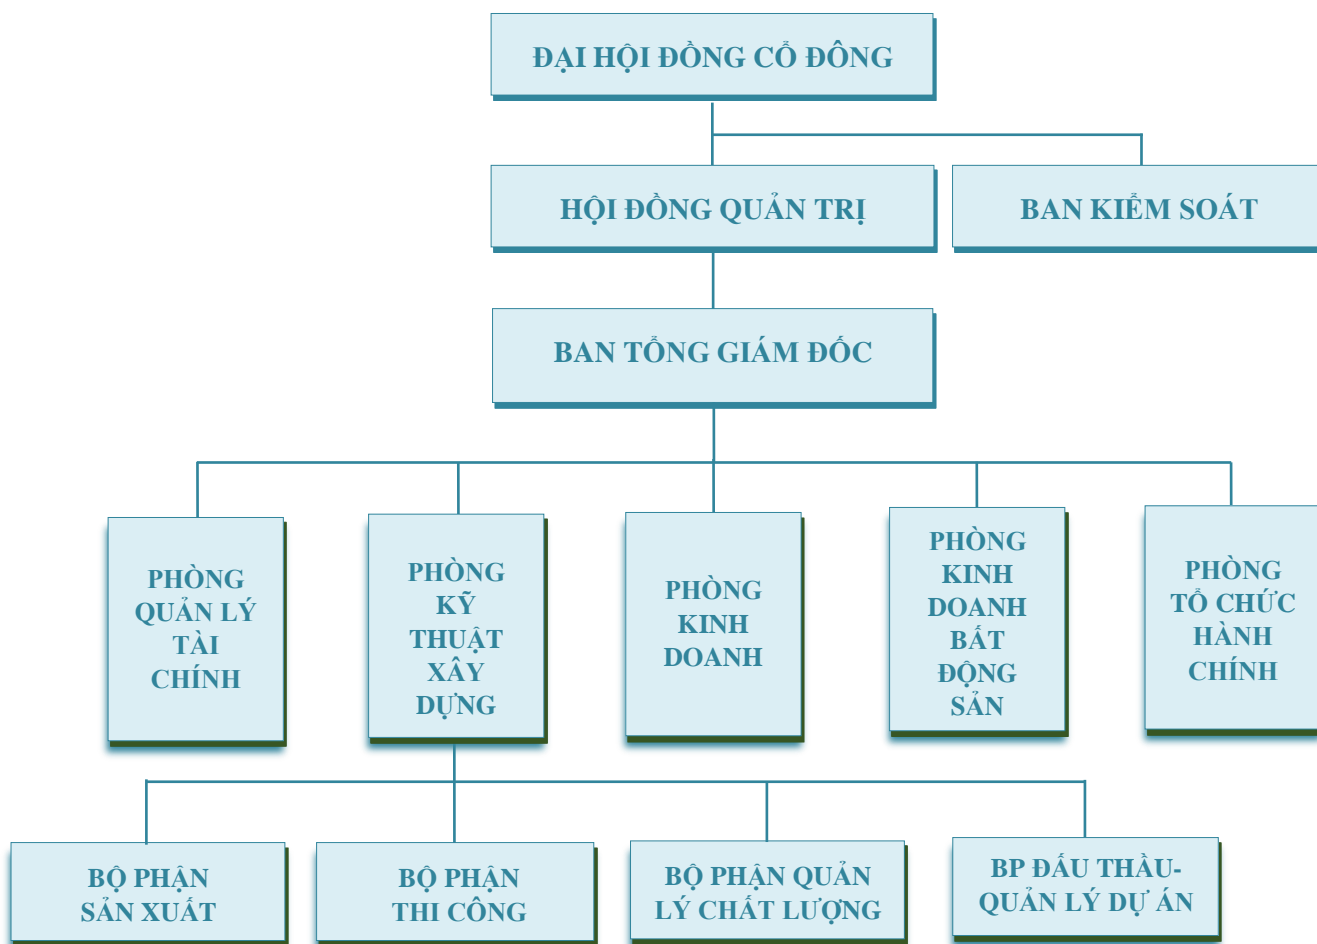 ĐẠI HỘI ĐỒNG CỔ ĐÔNG
HỘI ĐỒNG QUẢN TRỊ
BAN KIỂM SOÁT
BAN TỔNG GIÁM ĐỐC
PHÒNG
QUẢN LÝ
TÀI
CHÍNH
PHÒNG
KỸ
THUẬT
XÂY
DỰNG
PHÒNG
KINH
DOANH
PHÒNG
KINH
DOANH
BẤT
ĐỘNG
SẢN
PHÒNG
TỔ CHỨC
HÀNH
CHÍNH
BỘ PHẬN
SẢN XUẤT
BỘ PHẬN
THI CÔNG
BỘ PHẬN QUẢN
LÝ CHẤT LƯỢNG
BP ĐẤU THẦU-
QUẢN LÝ DỰ ÁN